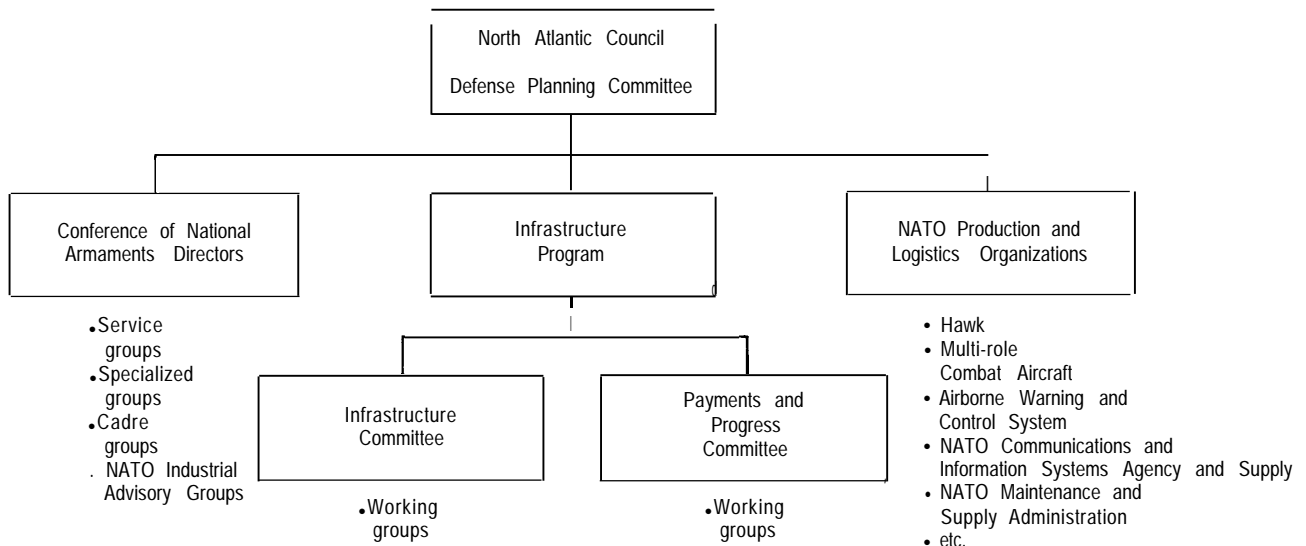 North Atlantic Council
Defense Planning Committee
Conference of National
Armaments Directors
Infrastructure
Program
NATO Production and
Logistics Organizations
•Service
groups
•Specialized
groups
•Cadre
groups
. NATO Industrial
Advisory Groups
Infrastructure
Committee
•Working
groups
Payments and
Progress
Committee
•Working
groups
• Hawk
• Multi-role
Combat Aircraft
• Airborne Warning and
Control System
• NATO Communications and
Information Systems Agency and Supply
• NATO Maintenance and
Supply Administration
• etc.